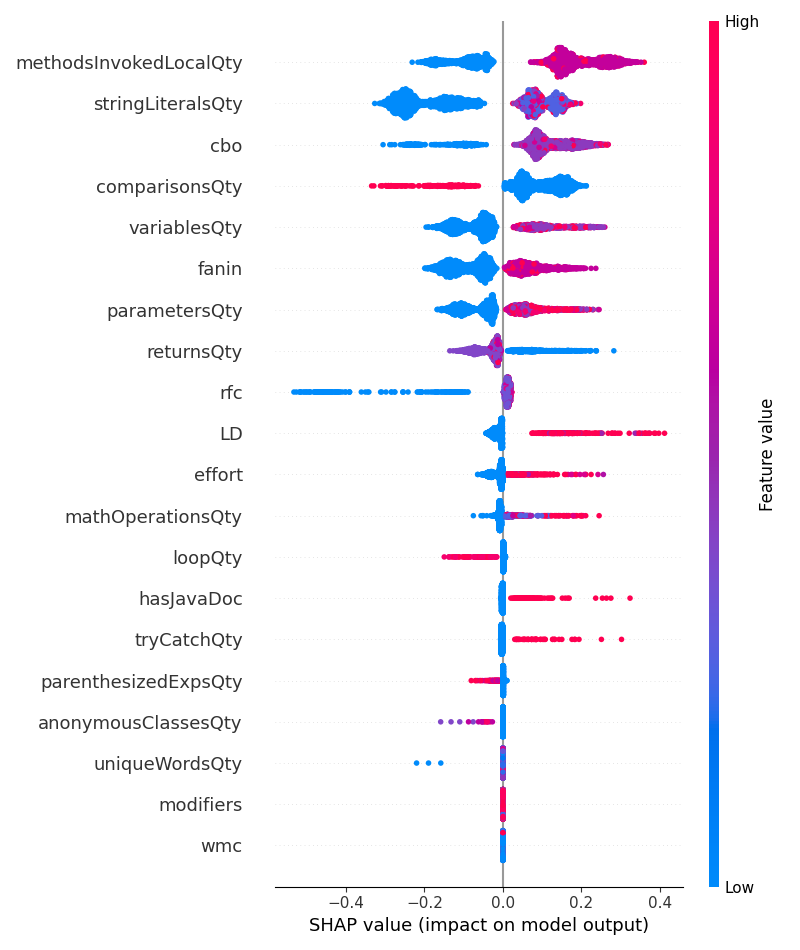 High
methodsInvokedLocalQty
stringLiteralsQty
cbo
comparisonsQty
variablesQty
fanin
parametersQty
returnsQty
rfc
LD
effort
mathOperationsQty
loopQty
hasJavaDoc
tryCatchQty
parenthesizedExpsQty
anonymousClassesQty
uniqueWordsQty
modifiers
wmc
Feature value
Low
−0.4 −0.2 0.0 0.2 0.4
SHAP value (impact on model output)